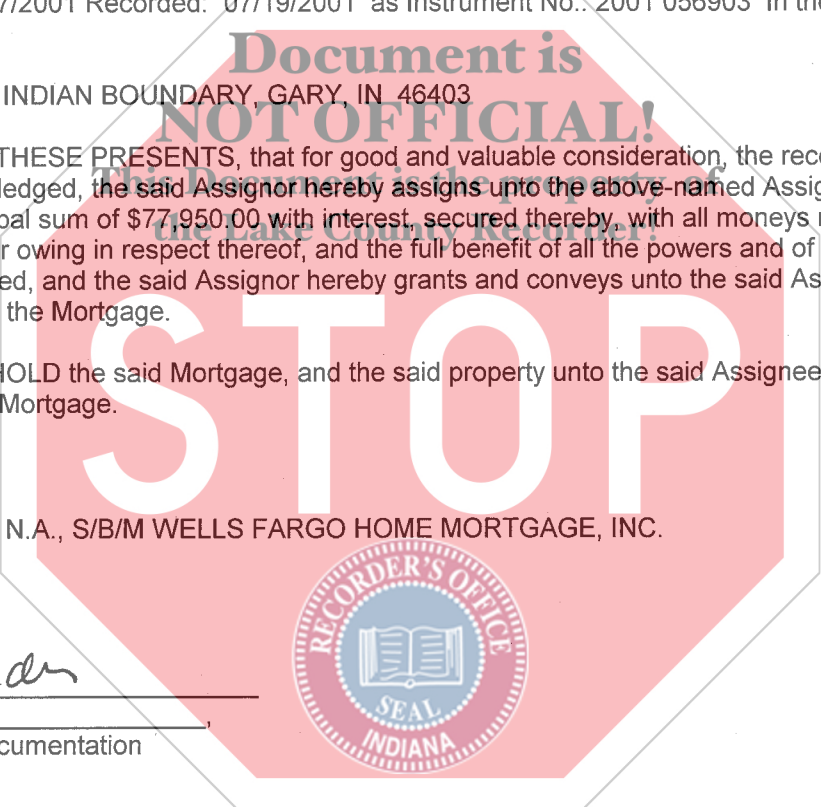 7/2001 Recorded: 07/19/2001 as Instrument No.: 2001 056903 In the
Document is
INDIAN BOUNDARY, GARY, IN 46403
NOT OFFICIAL!
THESE PRESENTS, that for good and valuable consideration, the rece
ledged, the said Assignor hereby assigns unto the above-named Assig
This Document is the property of
pal sum of $77,950.00 with interest, secured thereby, with all moneys
the Lake County Recorder!
r owing in respect thereof, and the full benefit of all the powers and of
ed, and the said Assignor hereby grants and conveys unto the said As
the Mortgage.
STOP
HOLD the said Mortgage, and the said property unto the said Assignee
Mortgage.
N.A., S/B/M WELLS FARGO HOME MORTGAGE, INC.
RECORDER'S OFFICE
SEAL
INDIANA
,
cumentation